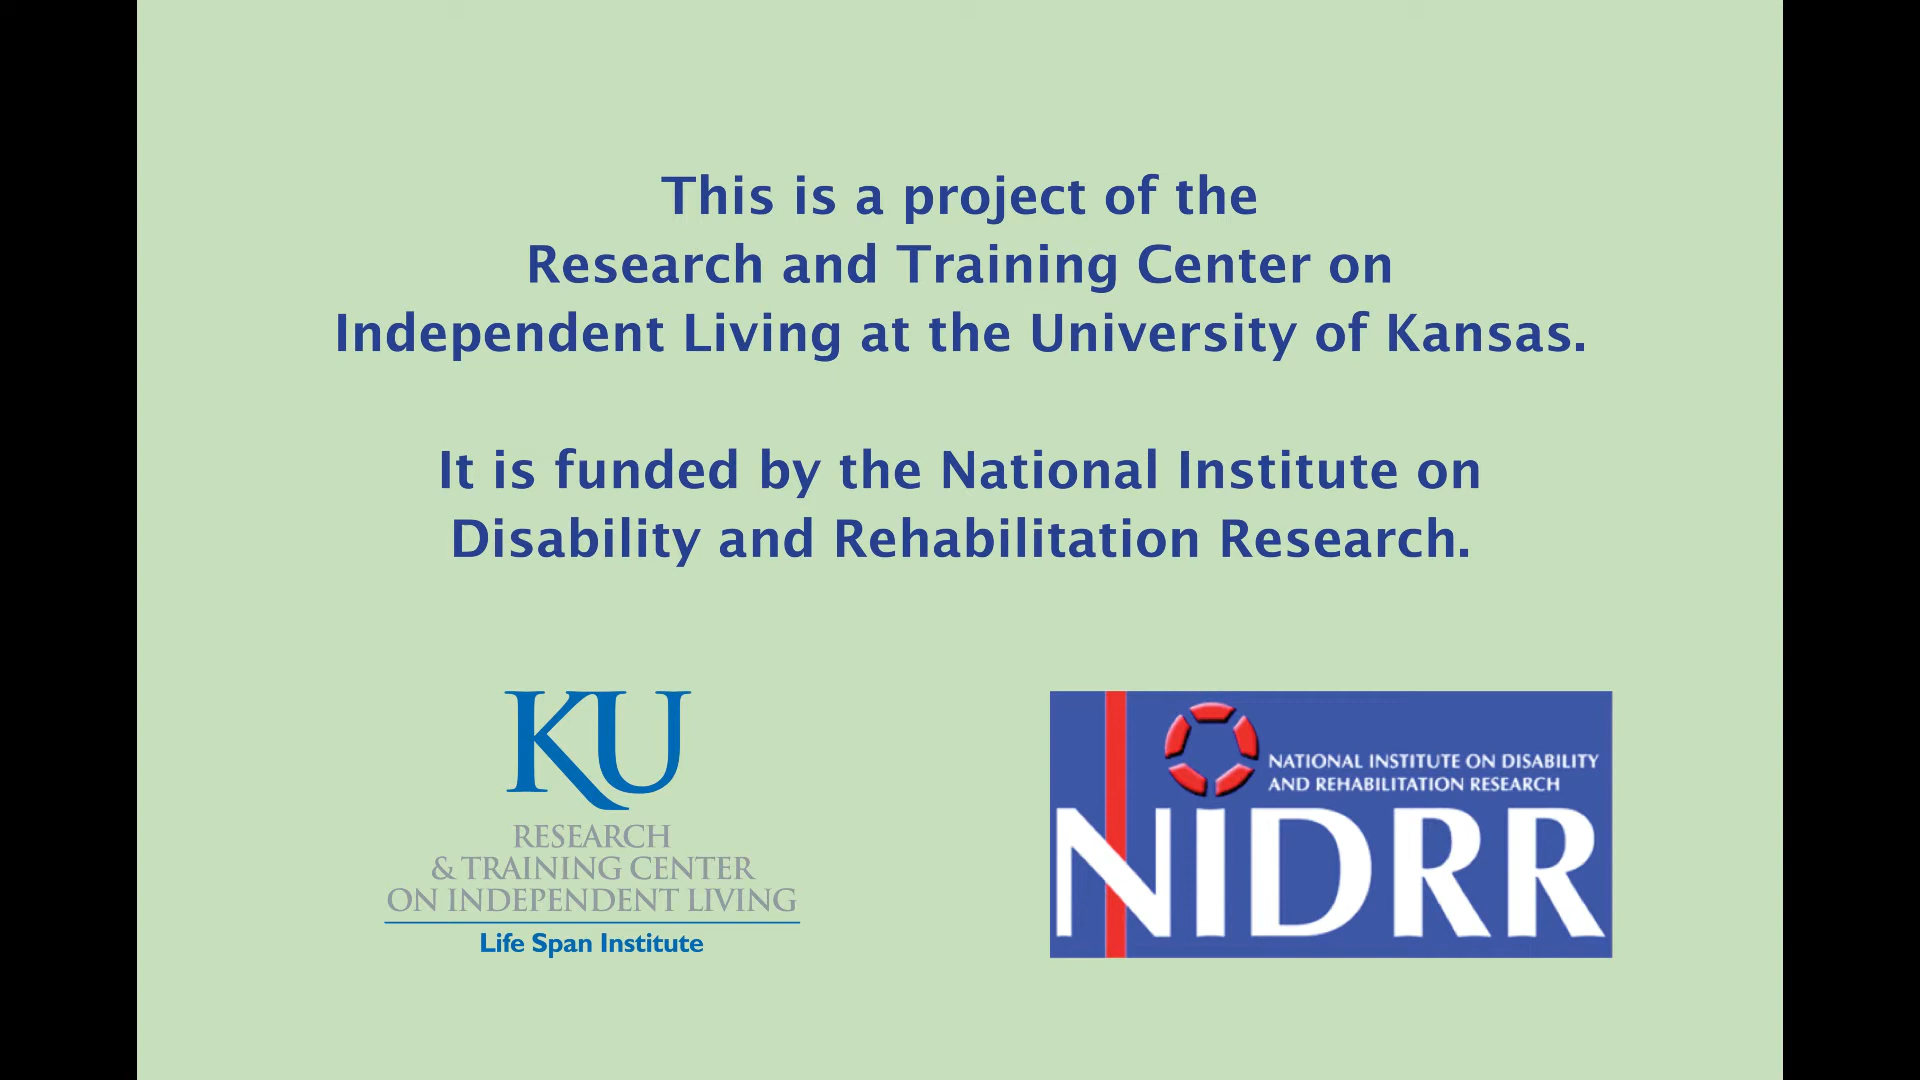 This is a project of the
Research and Training Center on
Independent Living at the University of Kansas.
It is funded by the National Institute on
Disability and Rehabilitation Research.
KU
RESEARCH
& TRAINING CENTER
ON INDEPENDENT LIVING
Life Span Institute
NATIONAL INSTITUTE ON DISABILITY
AND REHABILITATION RESEARCH
NIDRR